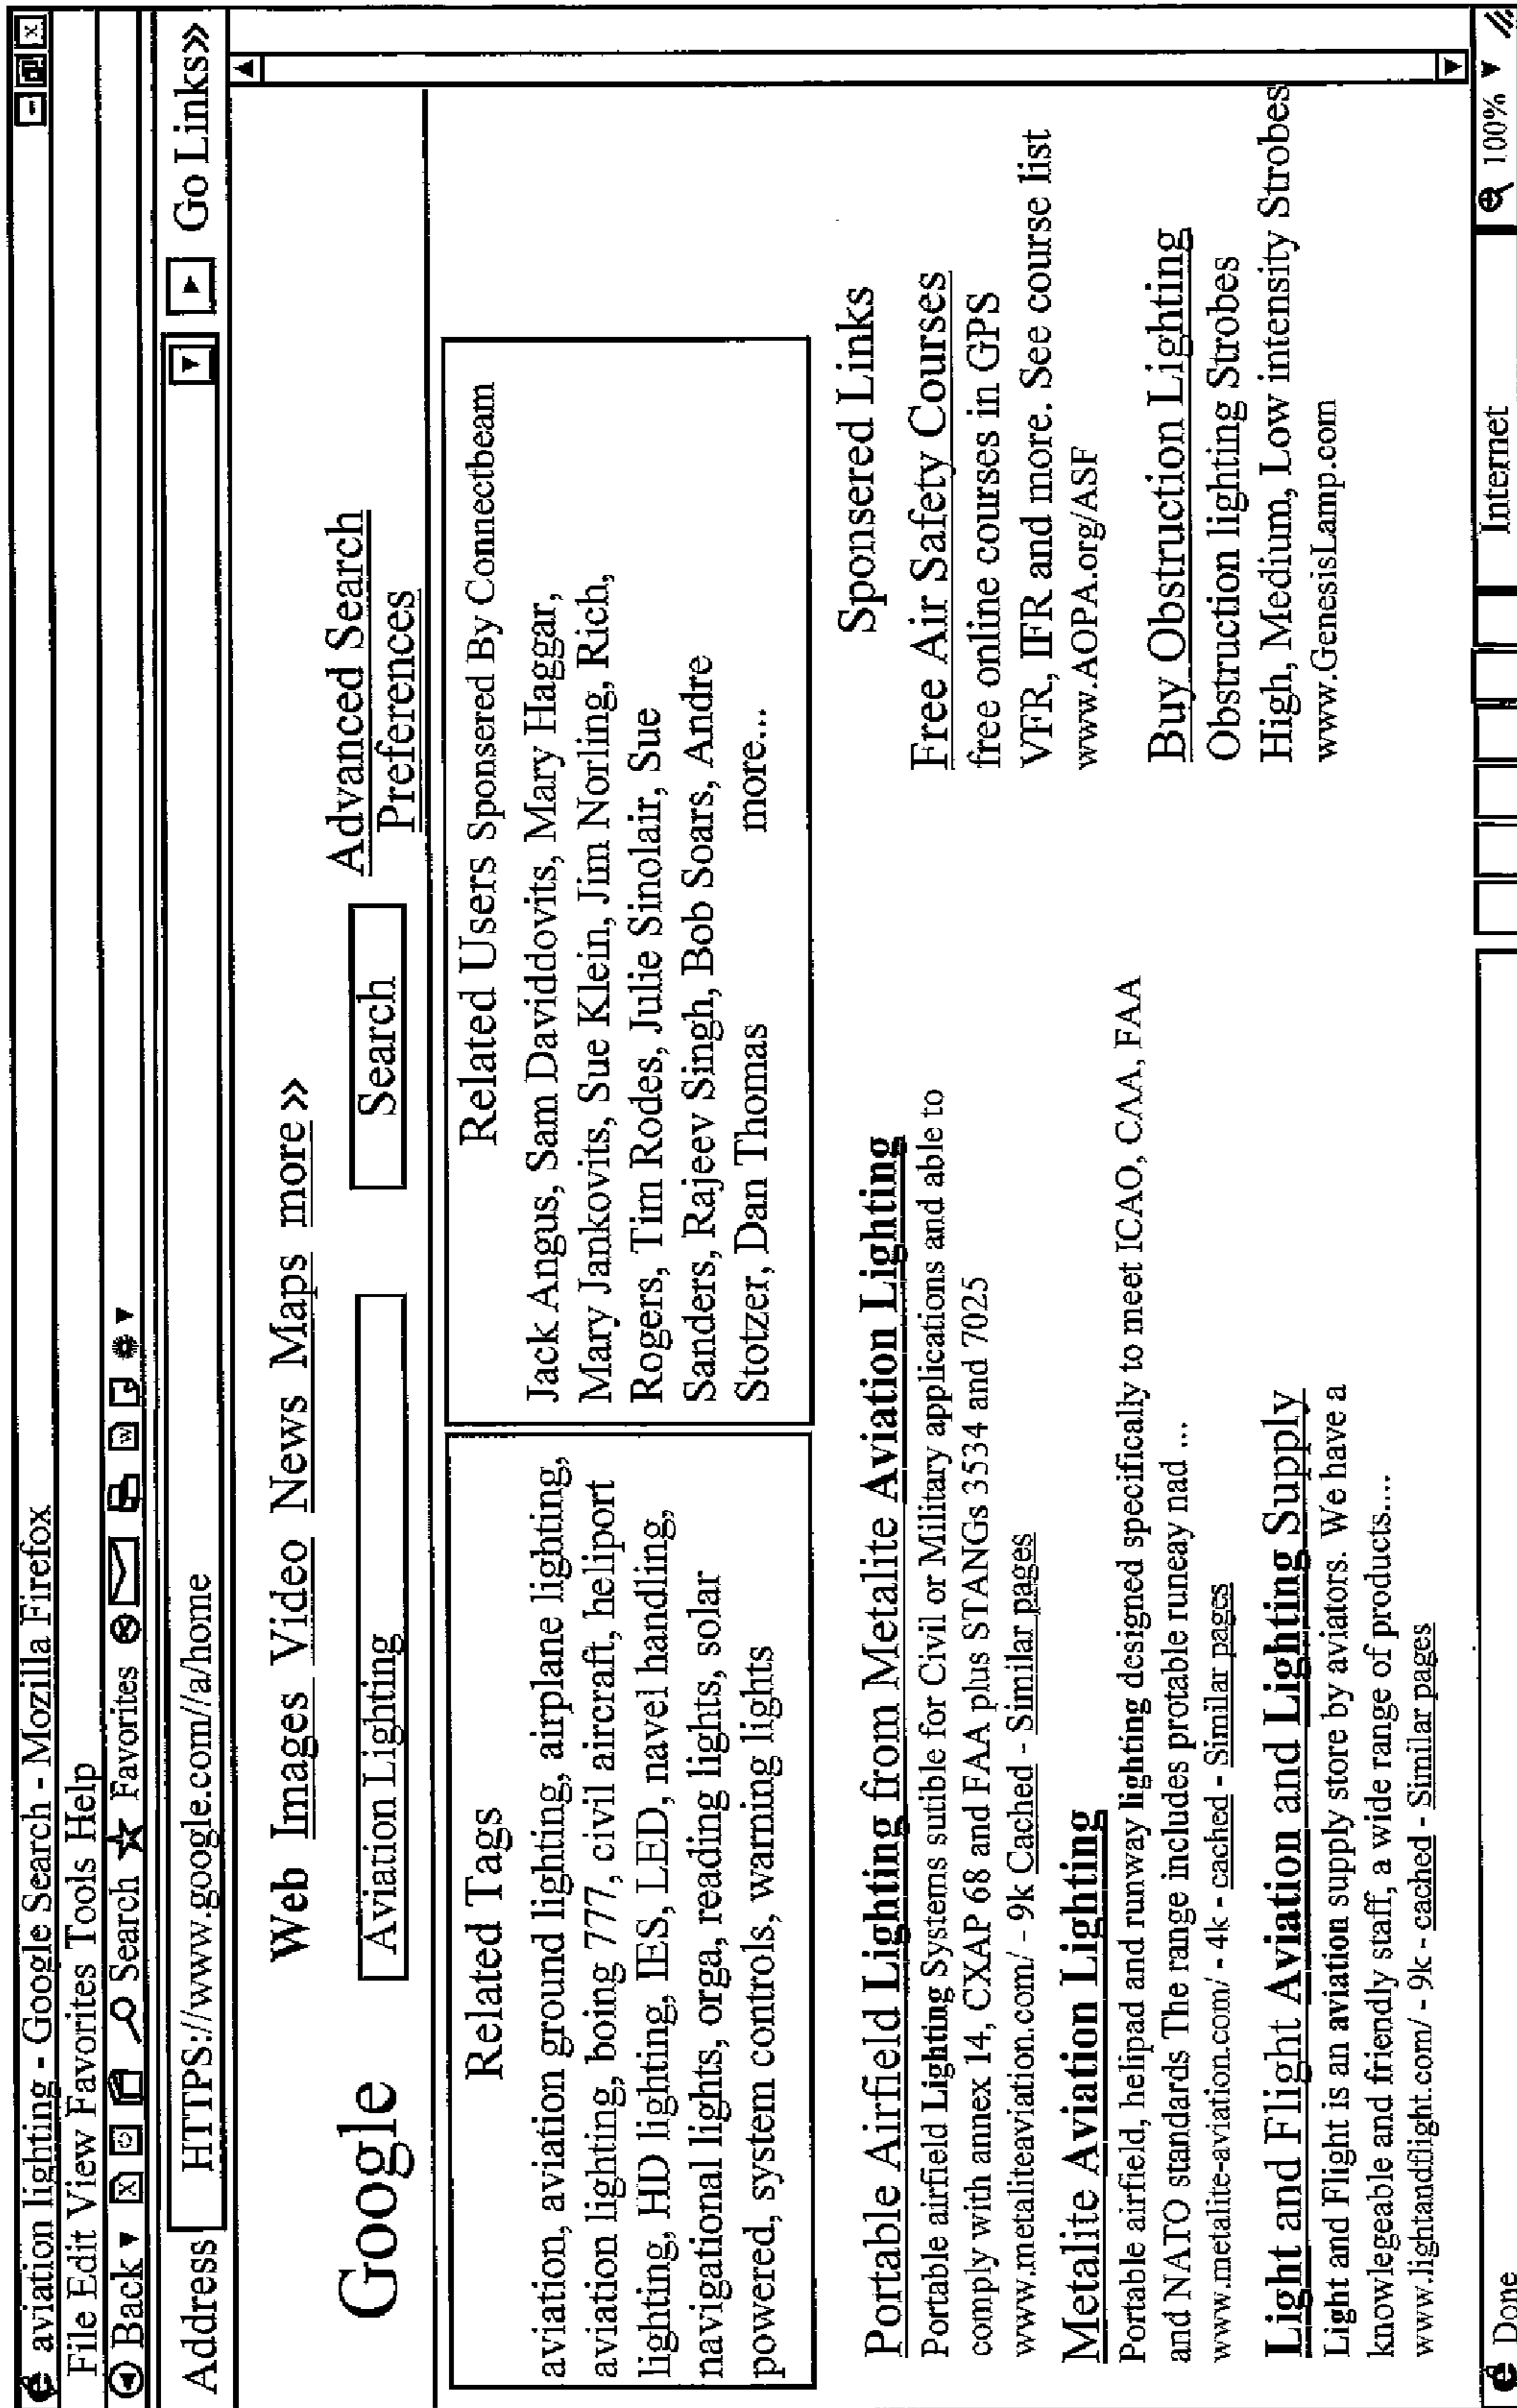 aviation lighting - Google Search - Mozilla Firefox
File Edit View Favorites Tools Help
Back Search Favorites
Address HTTPS://www.google.com//a/home Go Links»
Web Images Video News Maps more »
Google Aviation Lighting Search Advanced Search
Preferences
Related Tags
aviation, aviation ground lighting, airplane lighting,
aviation lighting, boing 777, civil aircraft, heliport
lighting, HD lighting, IES, LED, navel handling,
navigational lights, orga, reading lights, solar
powered, system controls, warning lights
Related Users Sponsered By Connectbeam
Jack Angus, Sam Daviddovits, Mary Haggar,
Mary Jankovits, Sue Klein, Jim Norling, Rich,
Rogers, Tim Rodes, Julie Sinolair, Sue
Sanders, Rajeev Singh, Bob Soars, Andre
Stotzer, Dan Thomas more...
Portable Airfield Lighting from Metalite Aviation Lighting
Portable airfield Lighting Systems sutible for Civil or Military applications and able to
comply with annex 14, CXAP 68 and FAA plus STANGs 3534 and 7025
www.metaliteaviation.com/ - 9k Cached - Similar pages
Metalite Aviation Lighting
Portable airfield, helipad and runway lighting designed specifically to meet ICAO, CAA, FAA
and NATO standards The range includes protable runeay nad ...
www.metalite-aviation.com/ - 4k - cached - Similar pages
Light and Flight Aviation and Lighting Supply
Light and Flight is an aviation supply store by aviators. We have a
knowlegeable and friendly staff, a wide range of products....
www.lightandflight.com/ - 9k - cached - Similar pages
Sponsered Links
Free Air Safety Courses
free online courses in GPS
VFR, IFR and more. See course list
www.AOPA.org/ASF
Buy Obstruction Lighting
Obstruction lighting Strobes
High, Medium, Low intensity Strobes
www.GenesisLamp.com
Done Internet 100%